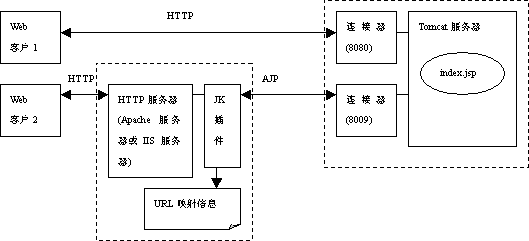 HTTP
Web
客户 1
连 接 器
(8080)
Tomcat 服务器
index.jsp
HTTP
AJP
Web
客户 2
HTTP 服务器
(Apache 服务
器或 IIS 服务
器)
JK
插
件
连 接 器
(8009)
URL 映射信息